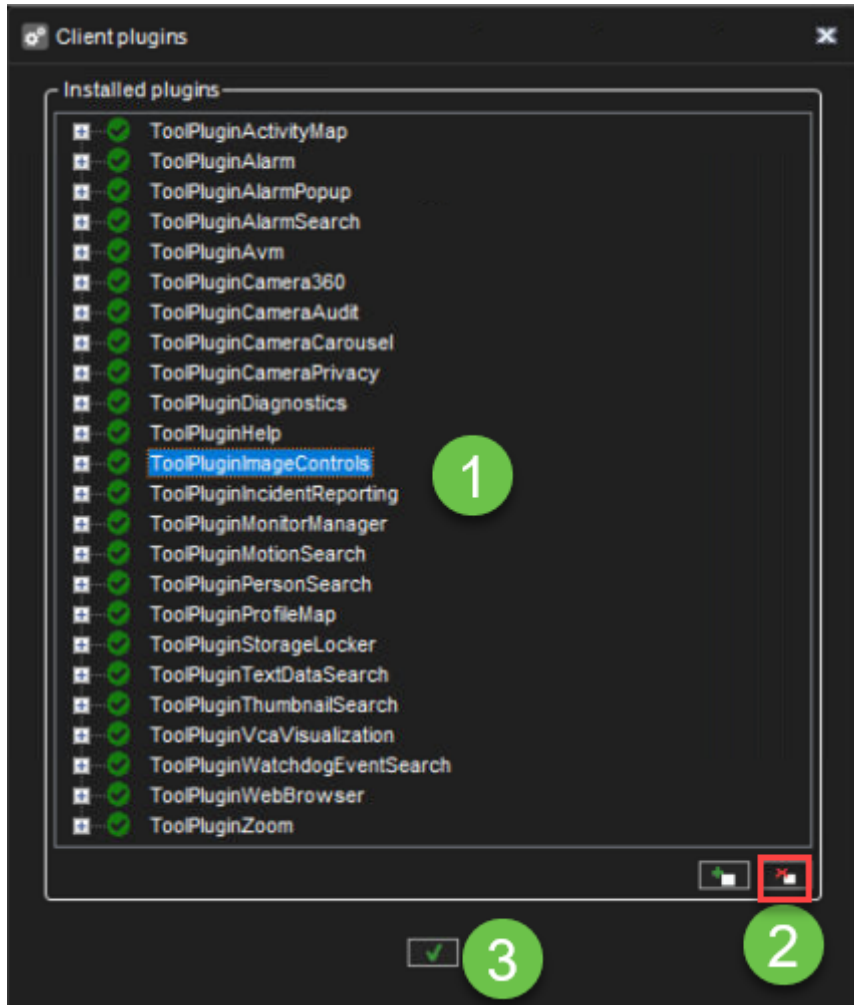 Client plugins
Installed plugins
ToolPluginActivityMap
ToolPluginAlarm
ToolPluginAlarmPopup
ToolPluginAlarmSearch
ToolPluginAvm
ToolPluginCamera360
ToolPluginCameraAudit
ToolPluginCameraCarousel
ToolPluginCameraPrivacy
ToolPluginDiagnostics
ToolPluginHelp
ToolPluginImageControls
1
ToolPluginIncidentReporting
ToolPluginMonitorManager
ToolPluginMotionSearch
ToolPluginPersonSearch
ToolPluginProfileMap
ToolPluginStorageLocker
ToolPluginTextDataSearch
ToolPluginThumbnailSearch
ToolPluginVcaVisualization
ToolPluginWatchdogEventSearch
ToolPluginWebBrowser
ToolPluginZoom
2
3